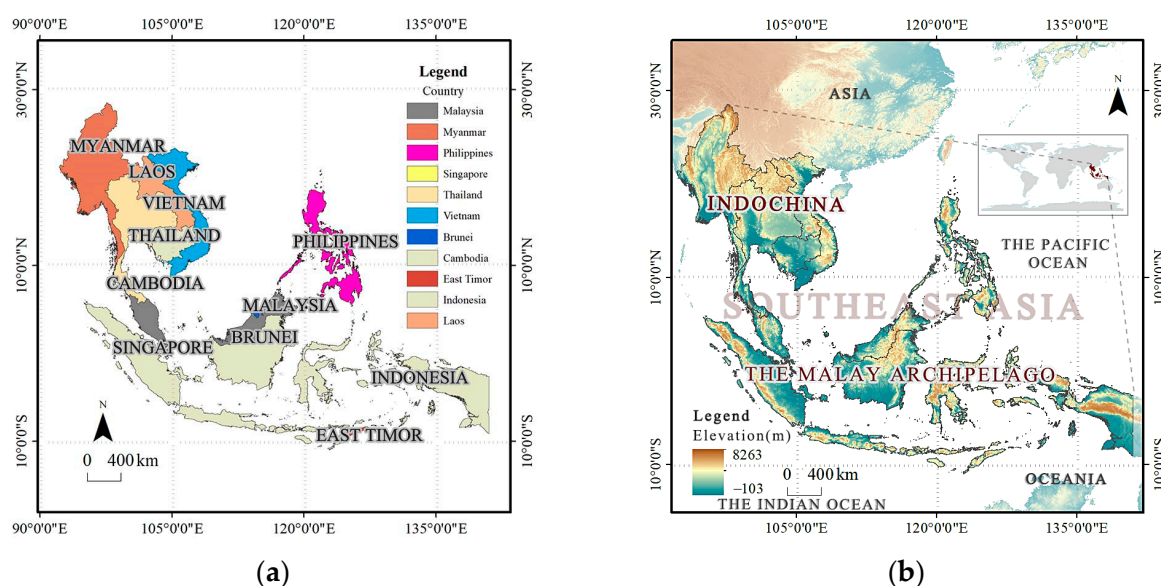 90°0'0"E 105°0'0"E 120°0'0"E 135°0'0"E
30°0'0"N
10°0'0"N
10°0'0"S
30°0'0"N
10°0'0"N
10°0'0"S
MYANMAR
LAOS
VIETNAM
THAILAND
CAMBODIA
PHILIPPINES
MALAYSIA
BRUNEI
SINGAPORE
INDONESIA
EAST TIMOR
Legend
Country
Malaysia
Myanmar
Philippines
Singapore
Thailand
Vietnam
Brunei
Cambodia
East Timor
Indonesia
Laos
N
0 400 km
90°0'0"E 105°0'0"E 120°0'0"E 135°0'0"E
(a)
30°0'0"N
10°0'0"N
10°0'0"S
30°0'0"N
10°0'0"N
10°0'0"S
ASIA
N
INDOCHINA
THE PACIFIC
OCEAN
SOUTHEAST ASIA
THE MALAY ARCHIPELAGO
Legend
Elevation(m)
8263
−103
0 400 km
OCEANIA
THE INDIAN OCEAN
105°0'0"E 120°0'0"E 135°0'0"E
(b)